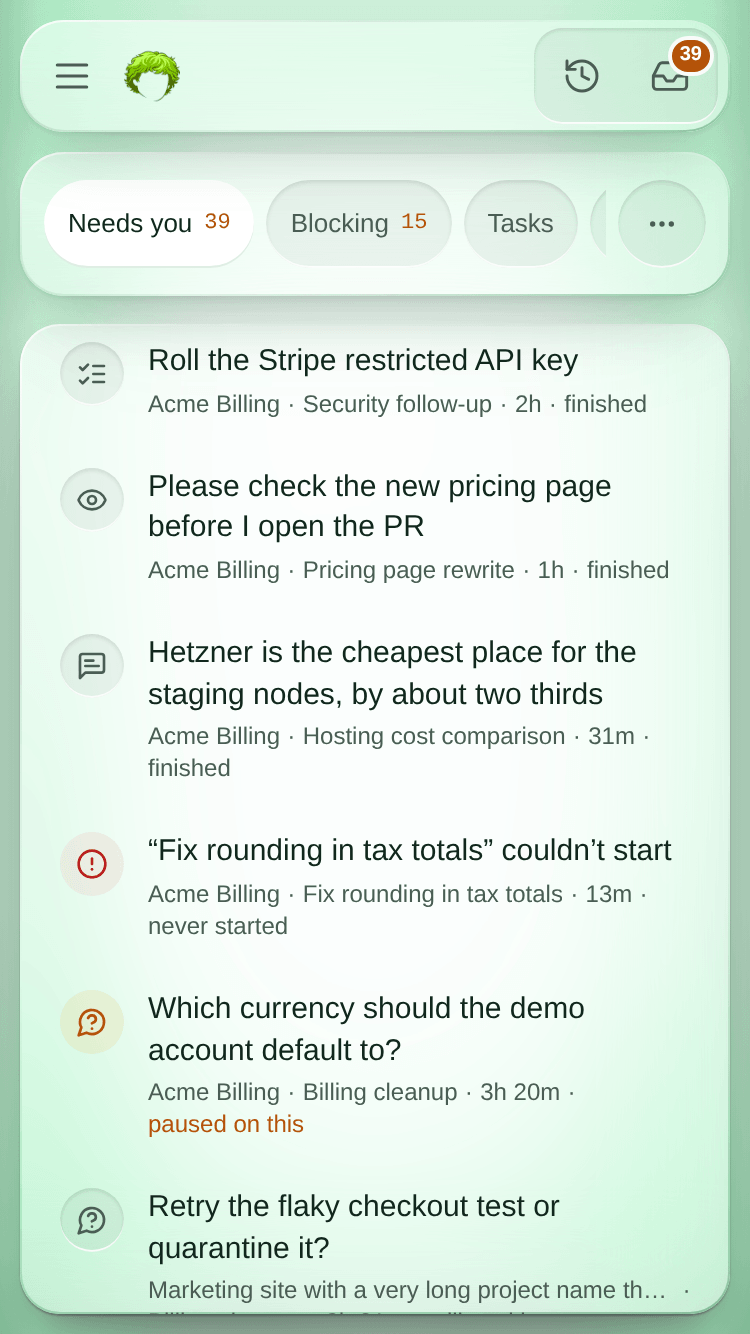 39
Needs you 39
Blocking 15
Tasks
Roll the Stripe restricted API key
Acme Billing · Security follow-up · 2h · finished
Please check the new pricing page
before I open the PR
Acme Billing · Pricing page rewrite · 1h · finished
Hetzner is the cheapest place for the
staging nodes, by about two thirds
Acme Billing · Hosting cost comparison · 31m ·
finished
“Fix rounding in tax totals” couldn’t start
Acme Billing · Fix rounding in tax totals · 13m ·
never started
Which currency should the demo
account default to?
Acme Billing · Billing cleanup · 3h 20m ·
paused on this
Retry the flaky checkout test or
quarantine it?
Marketing site with a very long project name th… ·